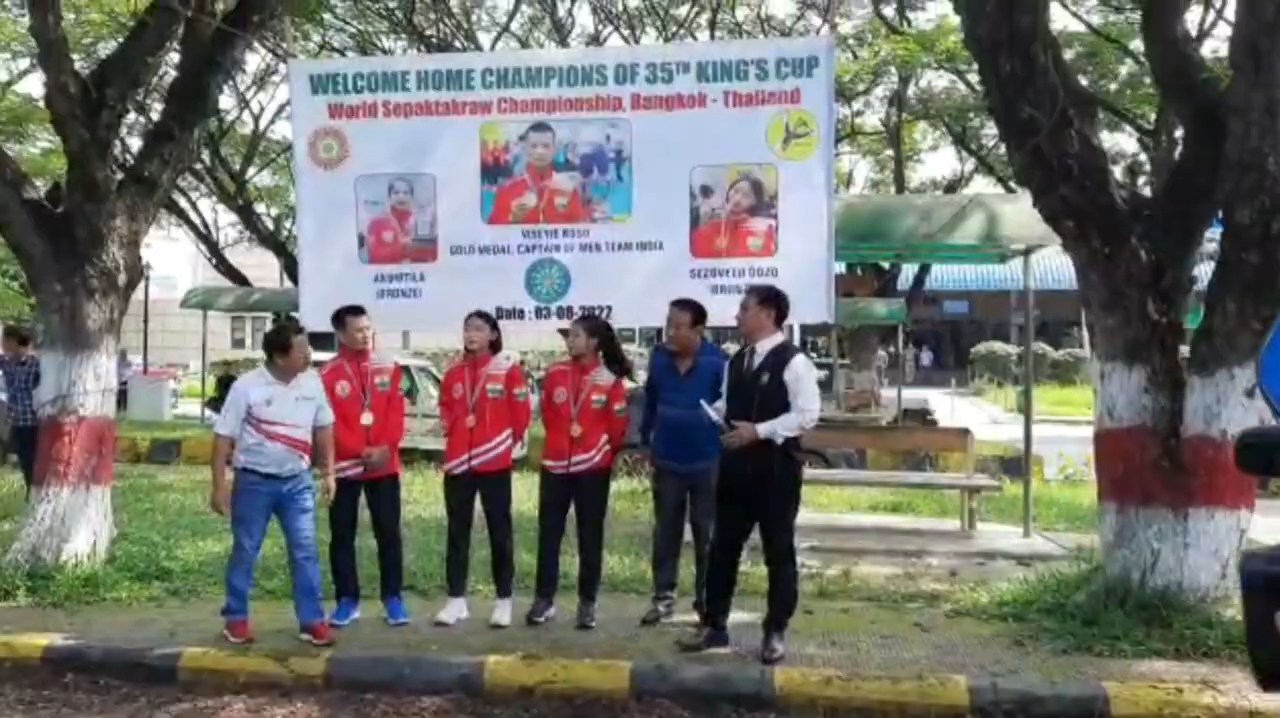 WELCOME HOME CHAMPIONS OF 35TH KING'S CUP
World Sepaktakraw Championship, Bangkok - Thailand
GOLD MEDAL, CAPTAIN OF MEN TEAM INDIA
(BRONZE)
(BRONZE)
Date : 03-08-2022